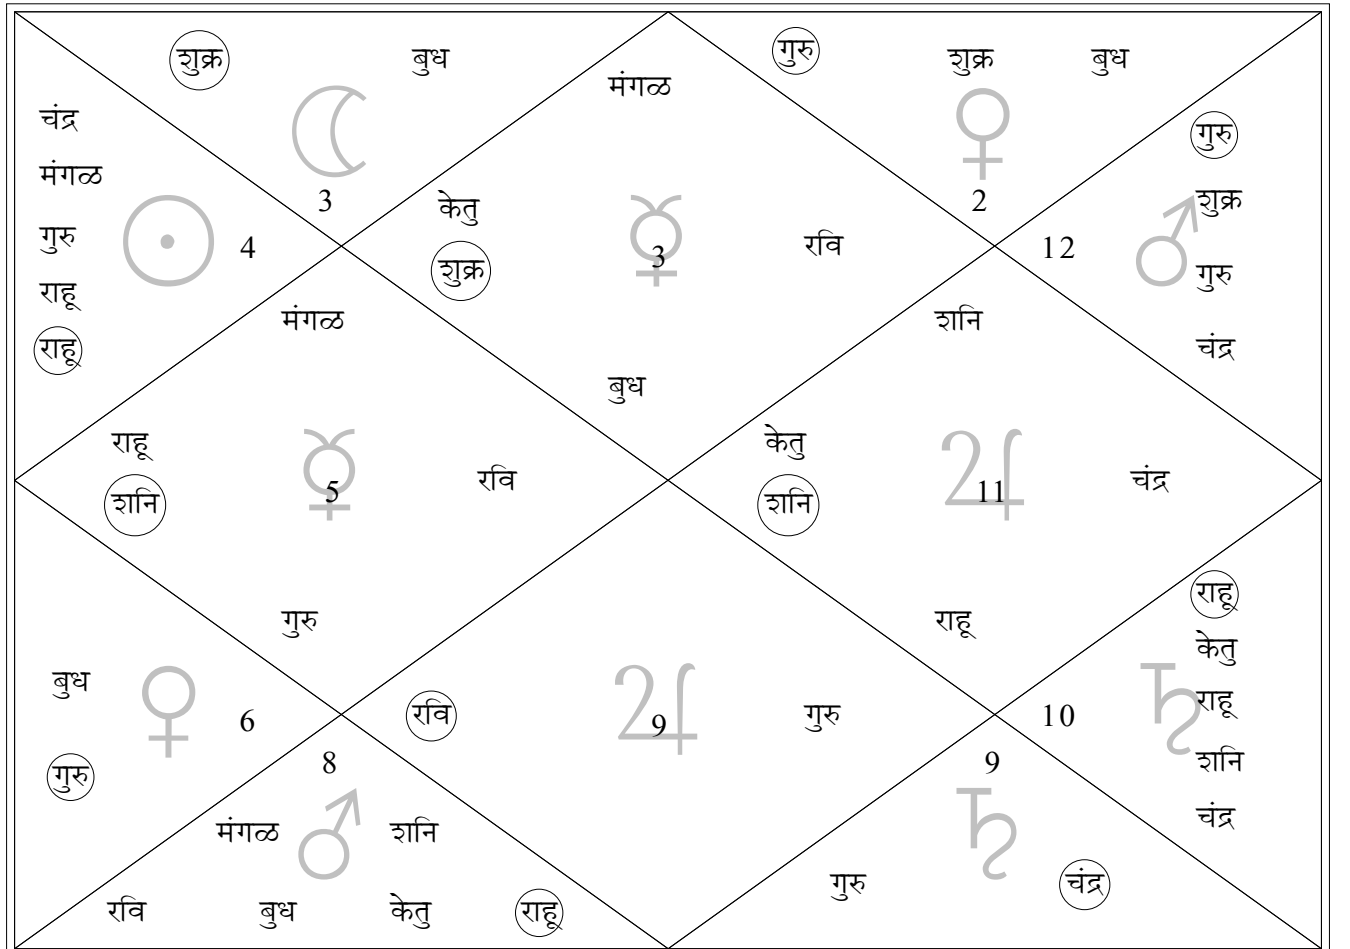 शुक्र बुध
3
मंगळ
केतु
शुक्र
3
रवि
बुध
गुरु शुक्र बुध
2
चंद्र
मंगळ
गुरु
राहू
राहू
4
गुरु
शुक्र
गुरु
चंद्र
12
मंगळ
राहू
शनि
5
रवि
गुरु
शनि
केतु
शनि
11
चंद्र
राहू
बुध
6
गुरु
रवि
9
गुरु
राहू
केतु
राहू
शनि
चंद्र
10
8
मंगळ शनि
रवि बुध केतु राहू
9
गुरु चंद्र